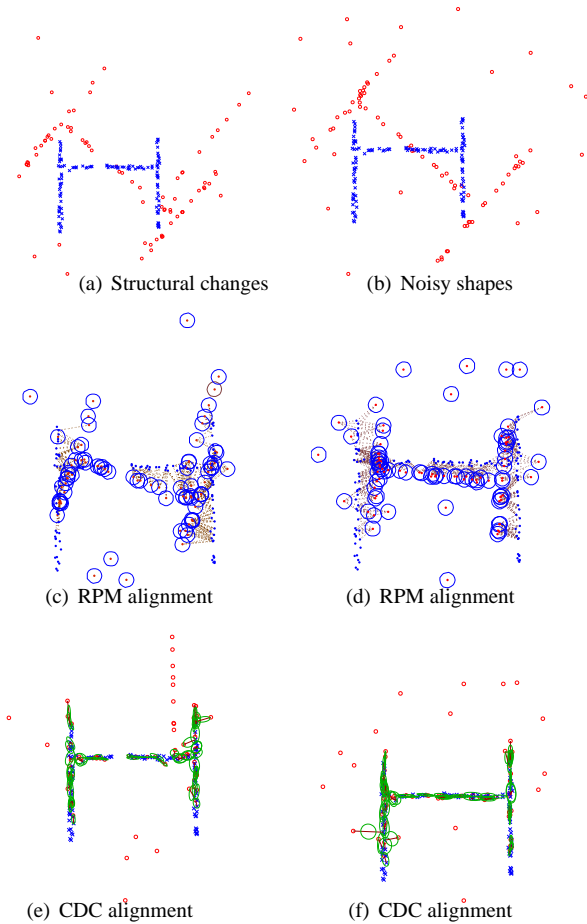 (a) Structural changes
(b) Noisy shapes
(c) RPM alignment
(d) RPM alignment
(e) CDC alignment
(f) CDC alignment